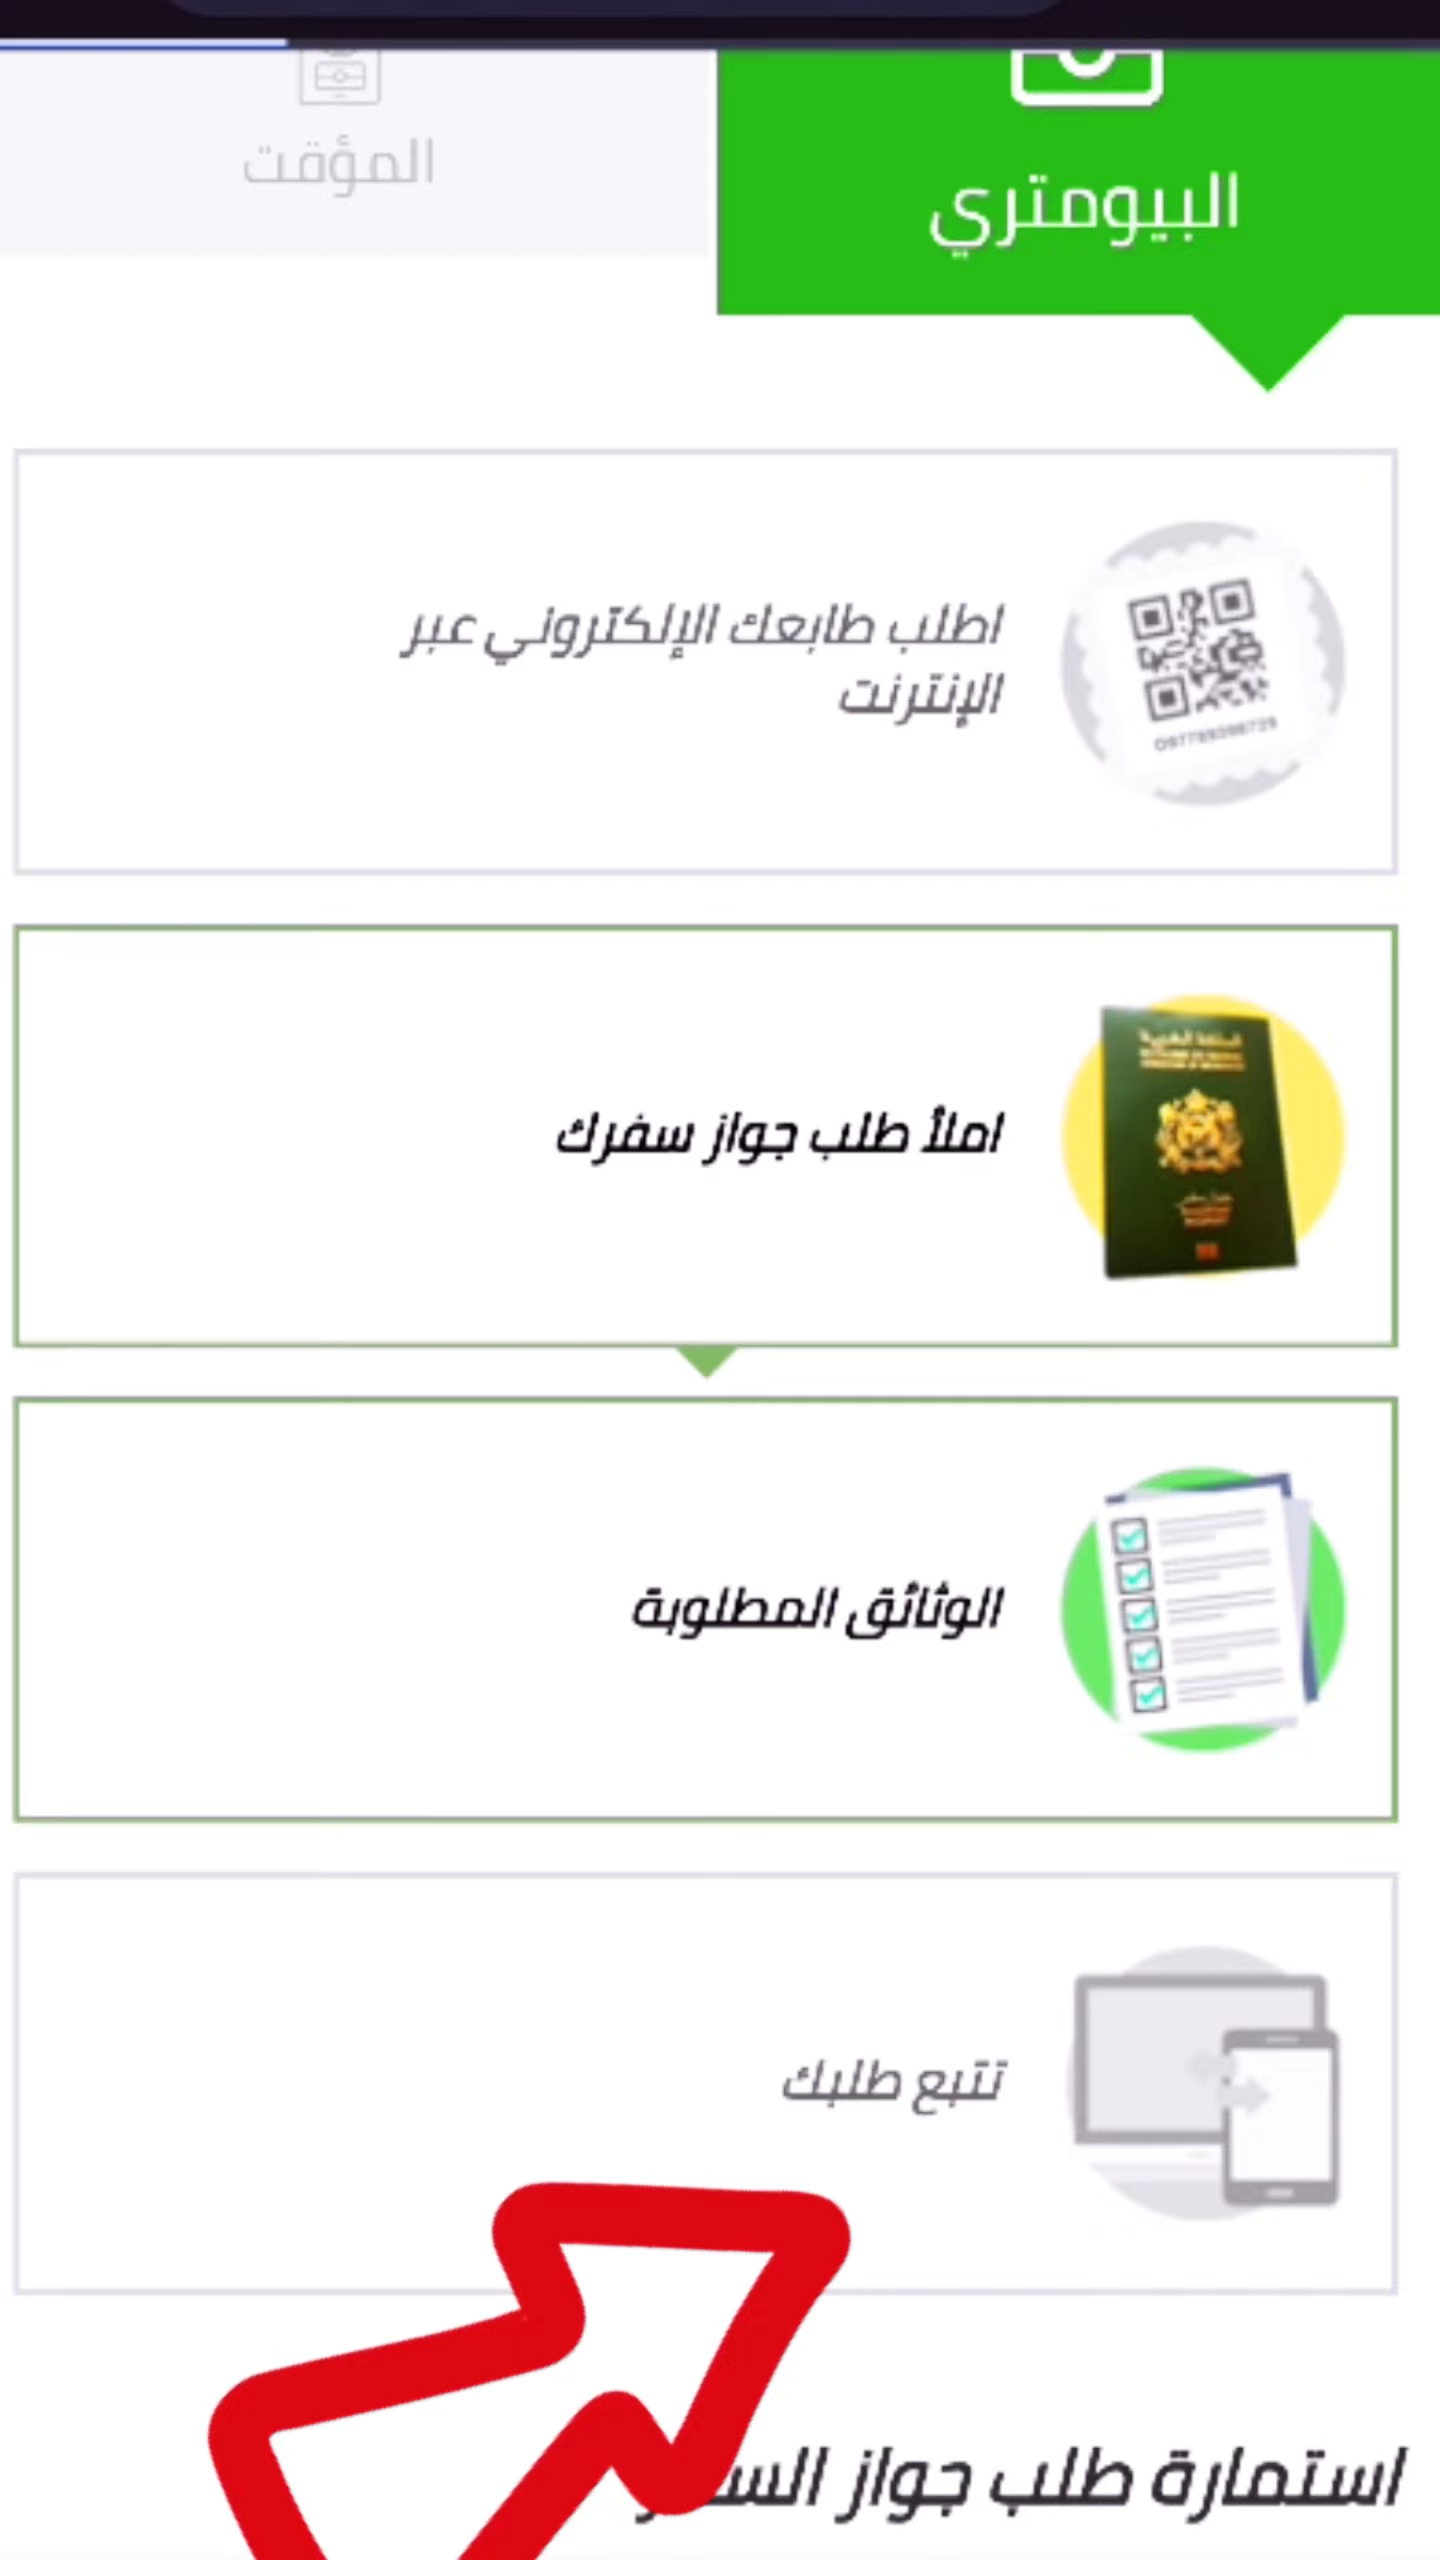 البيومتري
المؤقت
اطلب طابعك الإلكتروني عبر
الإنترنت
املأ طلب جواز سفرك
الوثائق المطلوبة
تتبع طلبك
استمارة طلب جواز